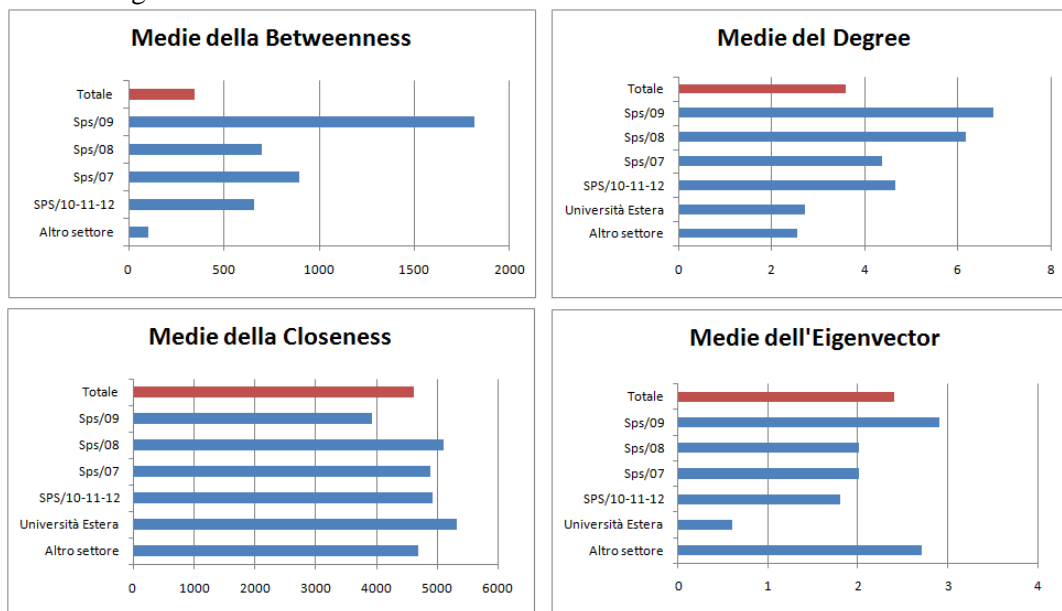 Medie della Betweenness
Totale
Sps/09
Sps/08
Sps/07
SPS/10-11-12
Altro settore
0 500 1000 1500 2000
Medie del Degree
Totale
Sps/09
Sps/08
Sps/07
SPS/10-11-12
Università Estera
Altro settore
0 2 4 6 8
Medie della Closeness
Totale
Sps/09
Sps/08
Sps/07
SPS/10-11-12
Università Estera
Altro settore
0 1000 2000 3000 4000 5000 6000
Medie dell'Eigenvector
Totale
Sps/09
Sps/08
Sps/07
SPS/10-11-12
Università Estera
Altro settore
0 1 2 3 4